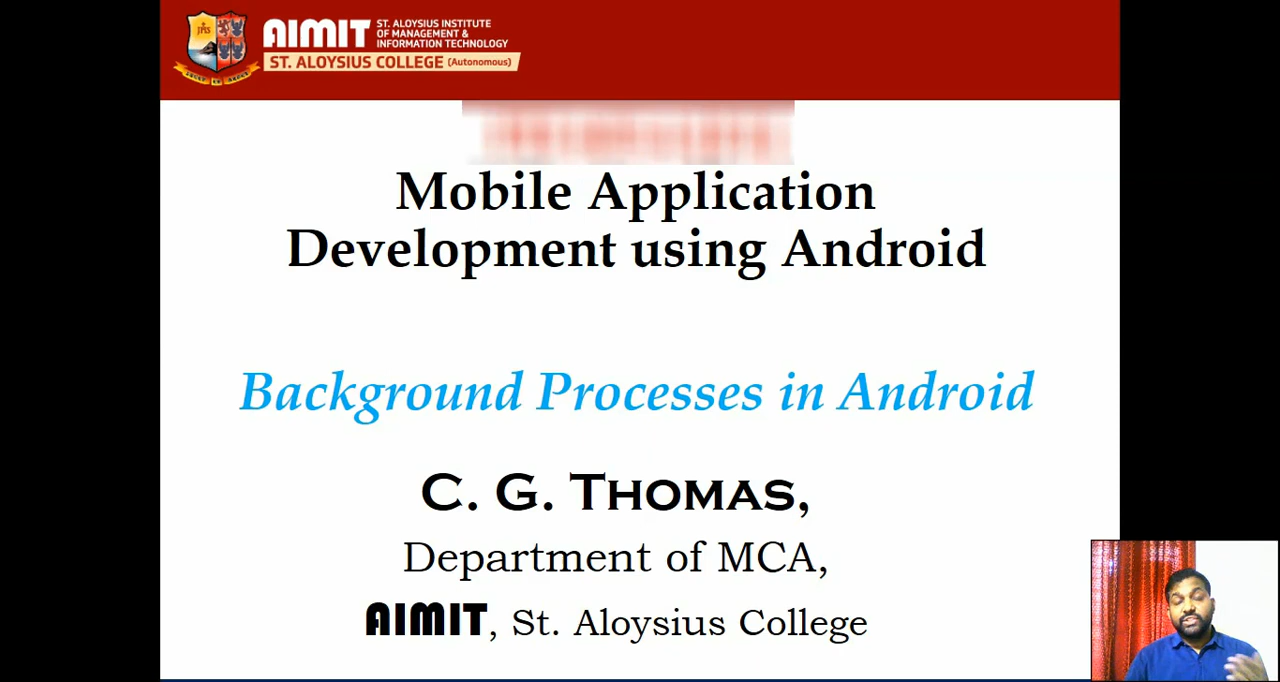 AIMIT
ST. ALOYSIUS INSTITUTE
OF MANAGEMENT &
INFORMATION TECHNOLOGY
ST. ALOYSIUS COLLEGE (Autonomous)
Mobile Application
Development using Android
Background Processes in Android
C. G. THOMAS,
Department of MCA,
AIMIT, St. Aloysius College